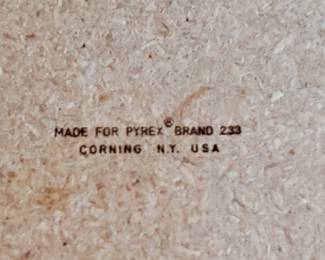 MADE FOR PYREX® BRAND 233
CORNING N.Y. USA